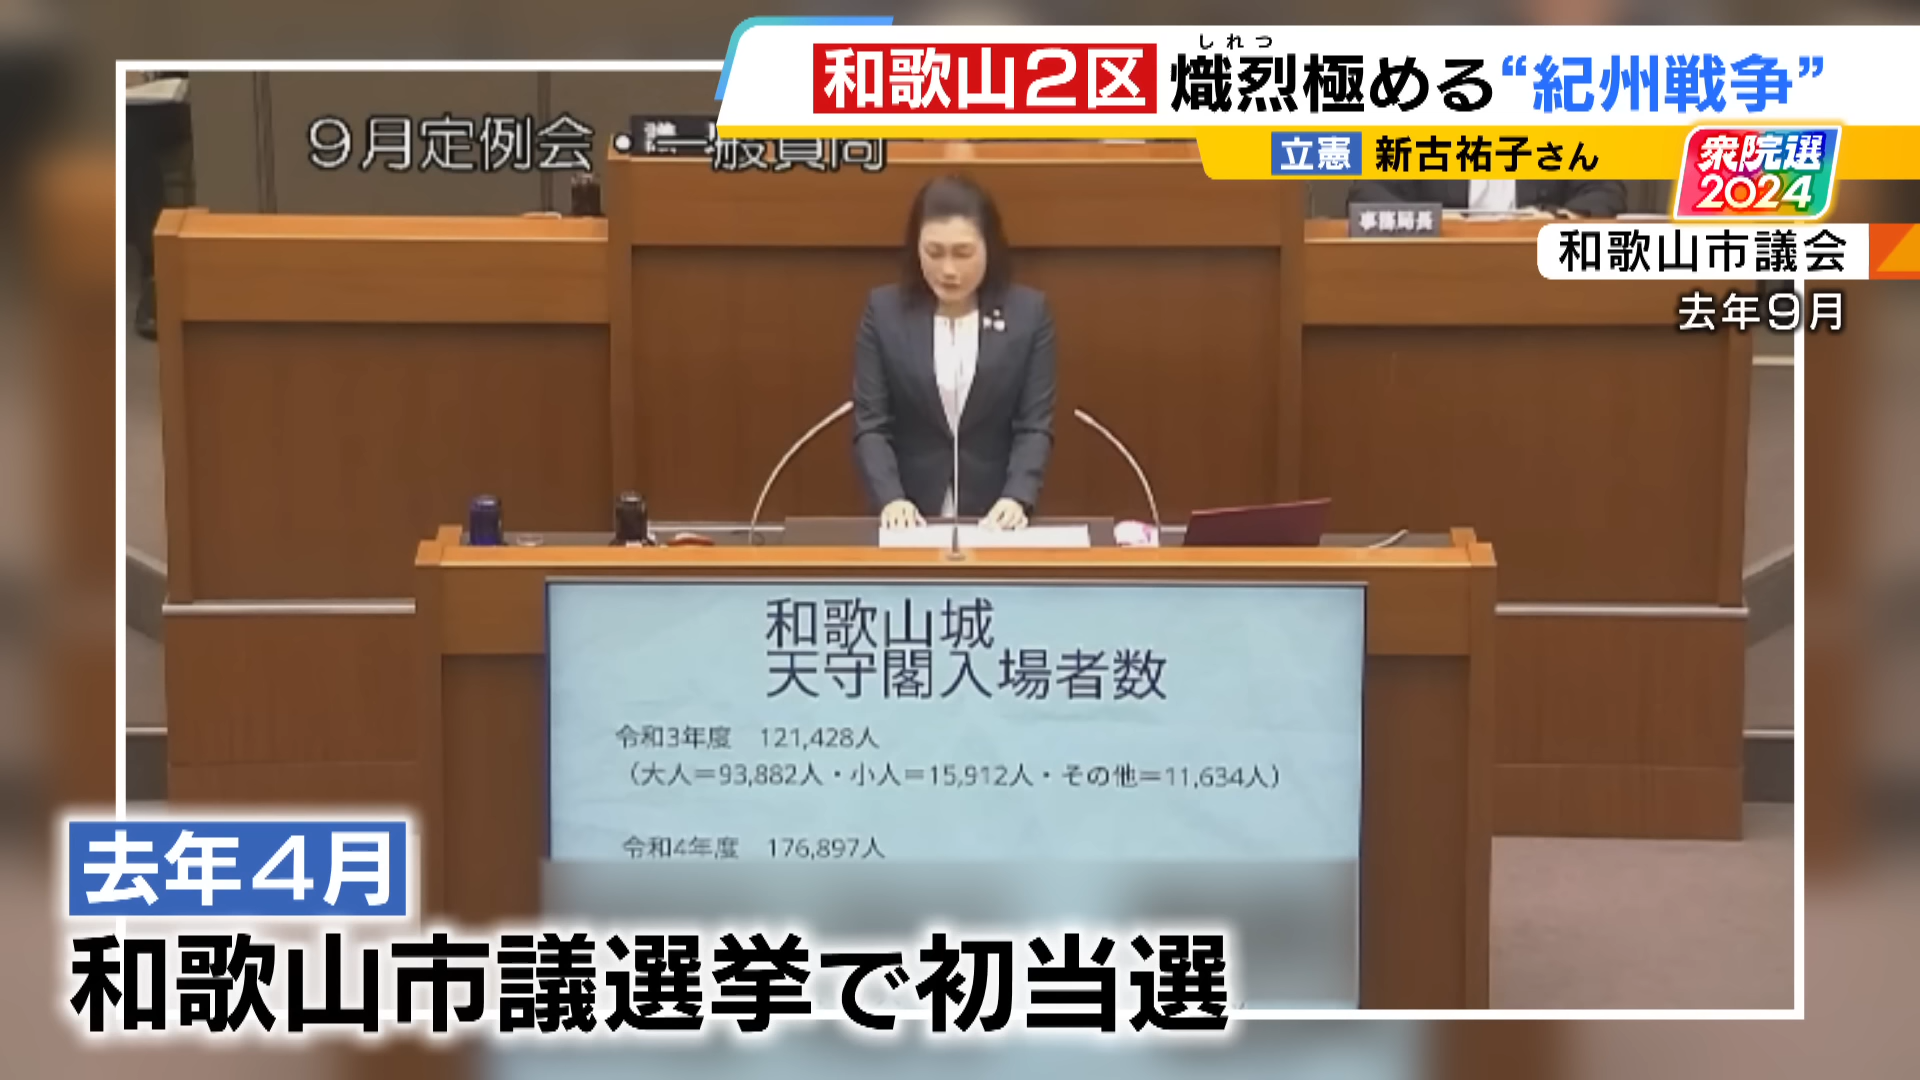 しれつ
和歌山2区 熾烈極める“紀州戦争”
立憲 新古祐子さん
衆院選
2024
和歌山市議会
去年9月
9月定例会・一般質問
事務局長
和歌山城
天守閣入場者数
令和3年度 121,428人
(大人=93,882人・小人=15,912人・その他=11,634人)
令和4年度 176,897人
去年4月
和歌山市議選挙で初当選